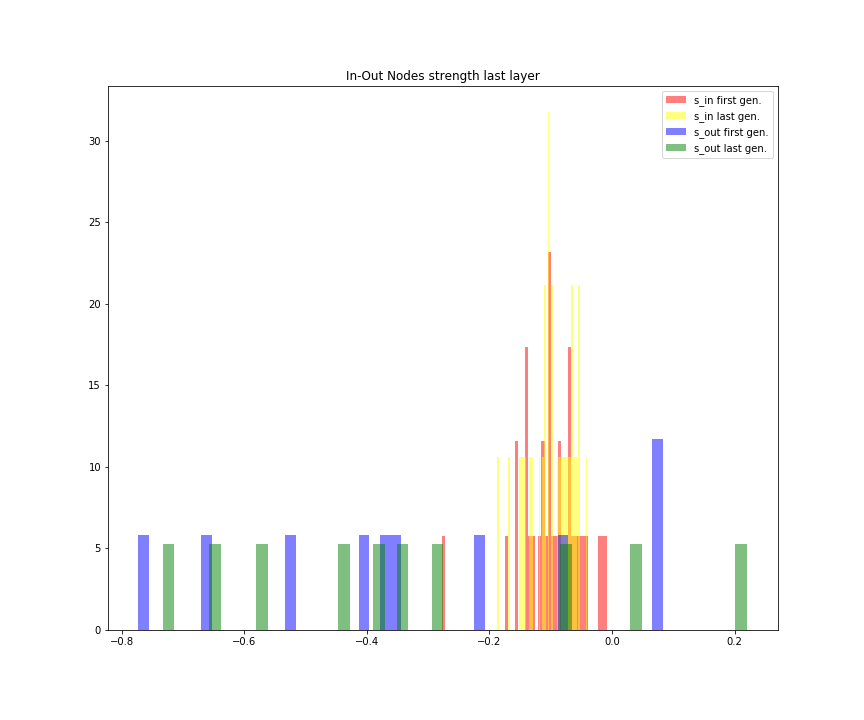 In-Out Nodes strength last layer
s_in first gen.
s_in last gen.
s_out first gen.
s_out last gen.
30
25
20
15
10
5
0
−0.8 −0.6 −0.4 −0.2 0.0 0.2